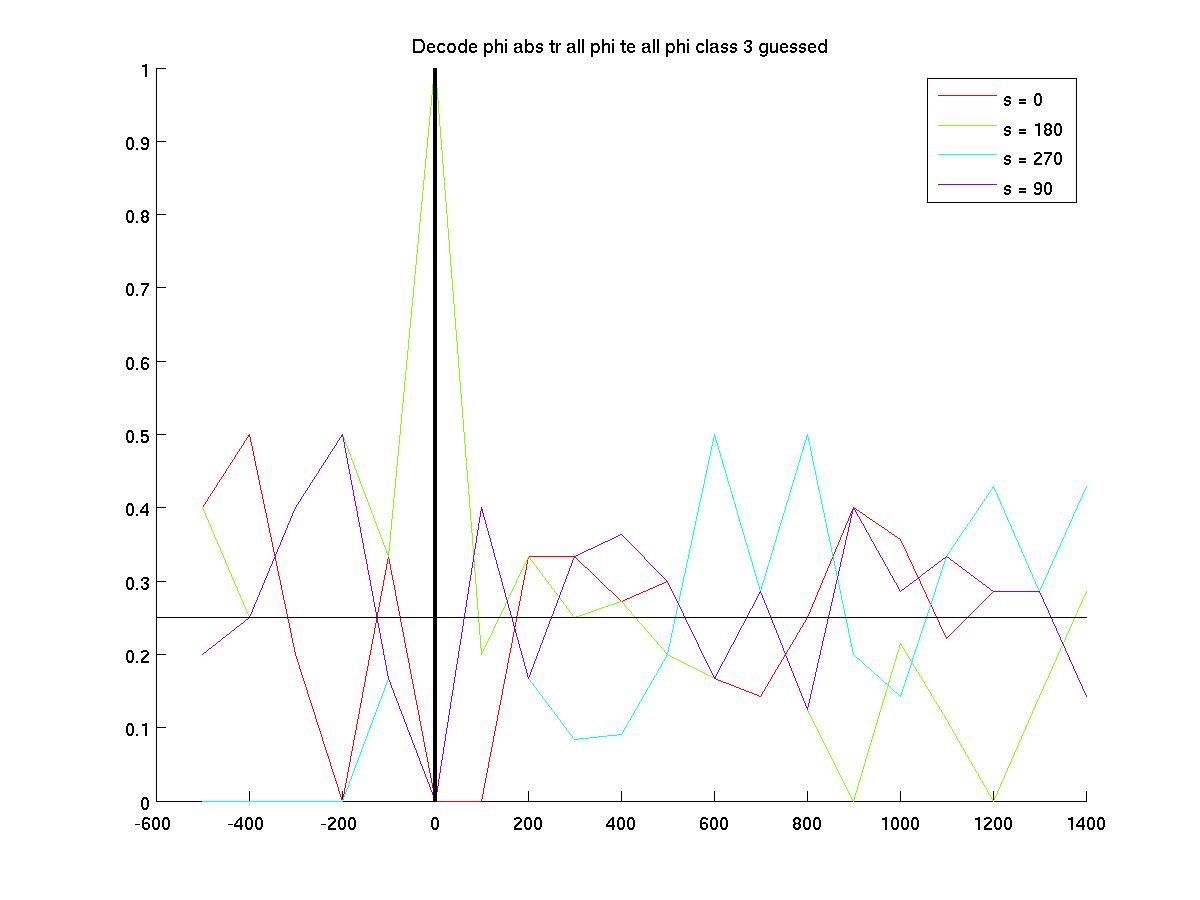 Decode phi abs tr all phi te all phi class 3 guessed
s = 0
s = 180
s = 270
s = 90
1
0.9
0.8
0.7
0.6
0.5
0.4
0.3
0.2
0.1
0
-600 -400 -200 0 200 400 600 800 1000 1200 1400